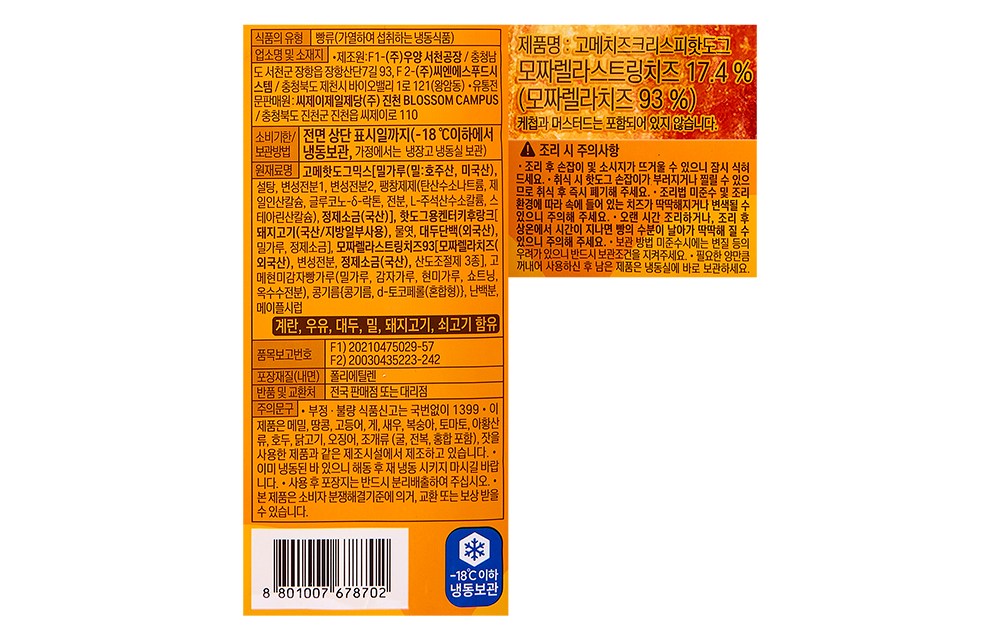 식품의 유형 빵류(가열하여 섭취하는 냉동식품)
업소명 및 소재지 •제조원:F1-(주)우양 서천공장 / 충청남
도 서천군 장항읍 장항산단7길 93, F 2-(주)씨엔에스푸드시
스템 / 충청북도 제천시 바이오밸리 1로 121(왕암동) •유통전
문판매원: 씨제이제일제당(주) 진천 BLOSSOM CAMPUS
/ 충청북도 진천군 진천읍 씨제이로 110
소비기한/
보관방법
전면 상단 표시일까지(-18 ℃이하에서
냉동보관, 가정에서는 냉장고 냉동실 보관)
원재료명 고메핫도그믹스[밀가루(밀:호주산, 미국산),
설탕, 변성전분1, 변성전분2, 팽창제제(탄산수소나트륨, 제
일인산칼슘, 글루코노-δ-락톤, 전분, L-주석산수소칼륨, 스
테아린산칼슘), 정제소금(국산)], 핫도그용켄터키후랑크[
돼지고기(국산/지방일부사용), 물엿, 대두단백(외국산),
밀가루, 정제소금], 모짜렐라스트링치즈93[모짜렐라치즈(
외국산), 변성전분, 정제소금(국산), 산도조절제 3종], 고
메현미감자빵가루(밀가루, 감자가루, 현미가루, 쇼트닝,
옥수수전분), 콩기름{콩기름, d-토코페롤(혼합형)}, 난백분,
메이플시럽
계란, 우유, 대두, 밀, 돼지고기, 쇠고기 함유
품목보고번호
F1) 20210475029-57
F2) 20030435223-242
포장재질(내면) 폴리에틸렌
반품 및 교환처 전국 판매점 또는 대리점
주의문구 • 부정 · 불량 식품신고는 국번없이 1399 • 이
제품은 메밀, 땅콩, 고등어, 게, 새우, 복숭아, 토마토, 아황산
류, 호두, 닭고기, 오징어, 조개류 (굴, 전복, 홍합 포함), 잣을
사용한 제품과 같은 제조시설에서 제조하고 있습니다. •
이미 냉동된 바 있으니 해동 후 재 냉동 시키지 마시길 바랍
니다. • 사용 후 포장지는 반드시 분리배출하여 주십시오. •
본 제품은 소비자 분쟁해결기준에 의거, 교환 또는 보상 받을
수 있습니다.
8 801007 678702
-18℃ 이하
냉동보관
제품명 : 고메치즈크리스피핫도그
모짜렐라스트링치즈 17.4 %
(모짜렐라치즈 93 %)
케첩과 머스터드는 포함되어 있지 않습니다.
조리 시 주의사항
• 조리 후 손잡이 및 소시지가 뜨거울 수 있으니 잠시 식혀
드세요. • 취식 시 핫도그 손잡이가 부러지거나 찔릴 수 있으
므로 취식 후 즉시 폐기해 주세요. • 조리법 미준수 및 조리
환경에 따라 속에 들어 있는 치즈가 딱딱해지거나 변색될 수
있으니 주의해 주세요. • 오랜 시간 조리하거나, 조리 후
상온에서 시간이 지나면 빵의 수분이 날아가 딱딱해 질 수
있으니 주의해 주세요. • 보관 방법 미준수시에는 변질 등의
우려가 있으니 반드시 보관조건을 지켜주세요. • 필요한 양만큼
꺼내어 사용하신 후 남은 제품은 냉동실에 바로 보관하세요.